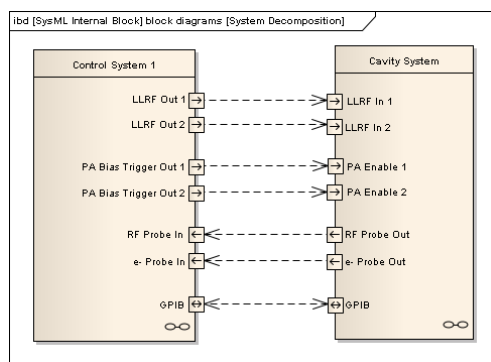 ibd [SysML Internal Block] block diagrams [System Decomposition]
Control System 1
Cavity System
LLRF Out 1
LLRF In 1
LLRF Out 2
LLRF In 2
PA Bias Trigger Out 1
PA Enable 1
PA Bias Trigger Out 2
PA Enable 2
RF Probe In
RF Probe Out
e- Probe In
e- Probe Out
GPIB
GPIB